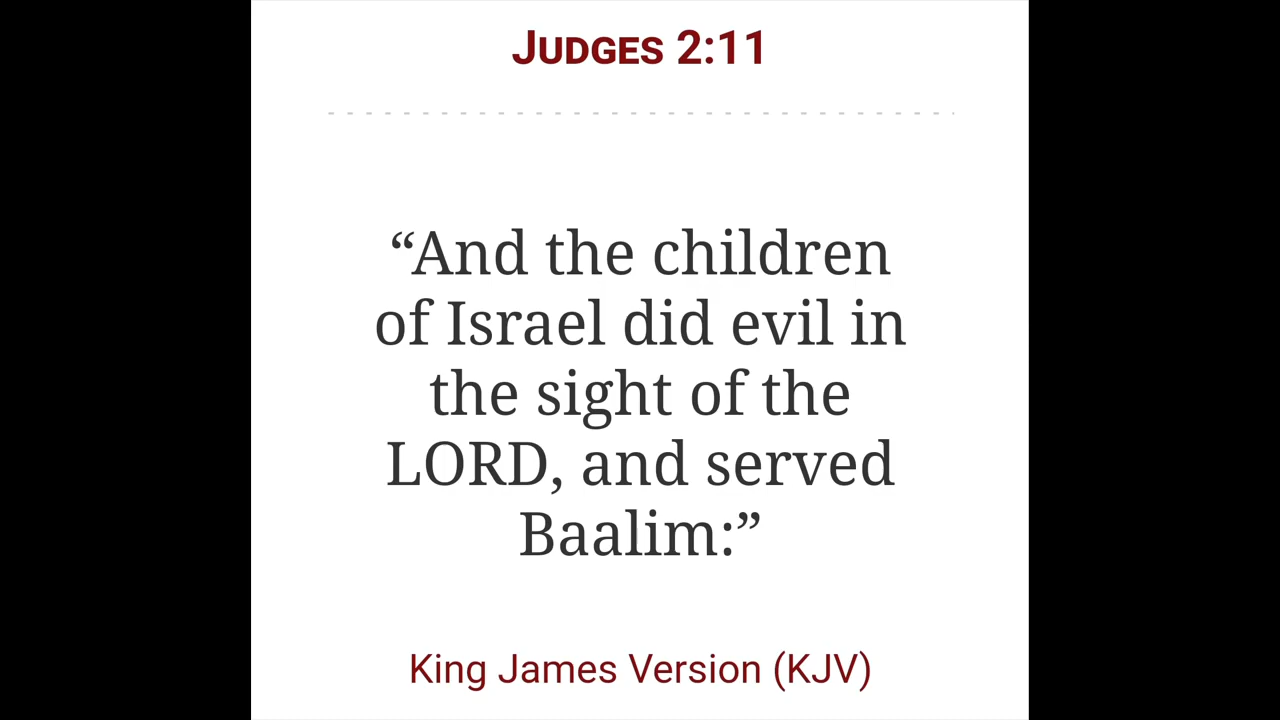 JUDGES 2:11
“And the children
of Israel did evil in
the sight of the
LORD, and served
Baalim:”
King James Version (KJV)